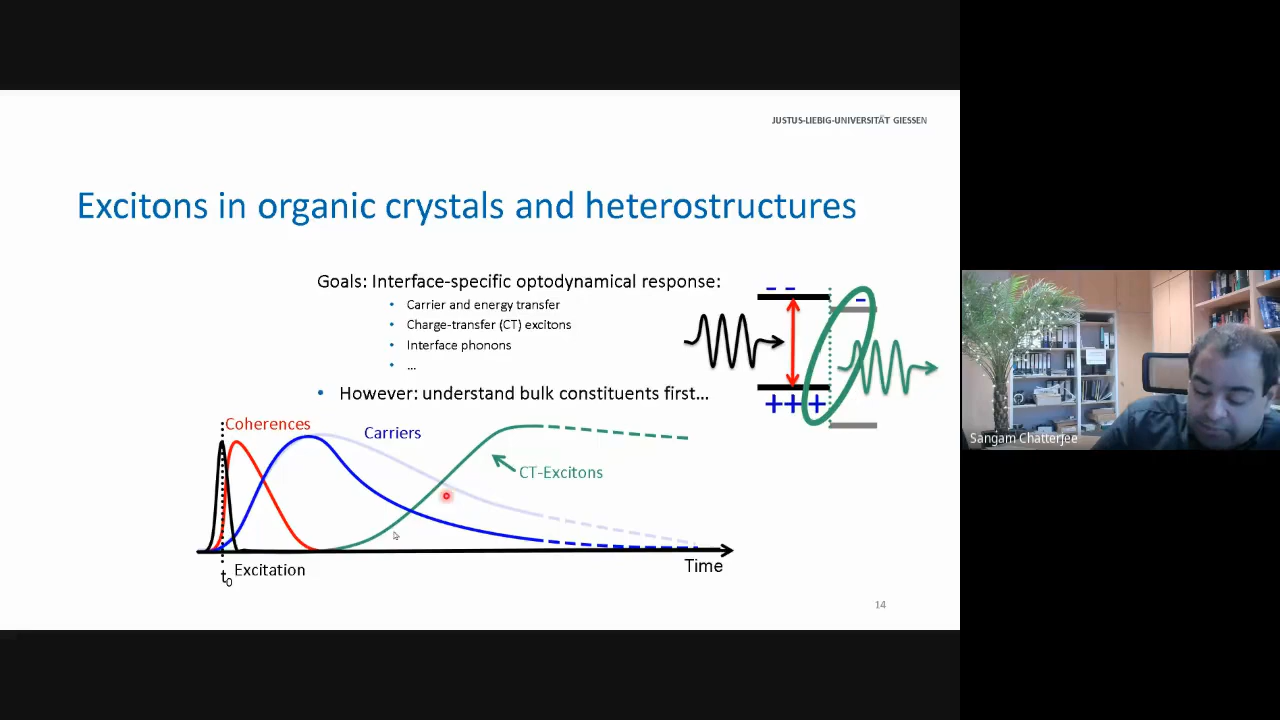 JUSTUS-LIEBIG-UNIVERSITÄT GIESSEN
Excitons in organic crystals and heterostructures
Goals: Interface-specific optodynamical response:
• Carrier and energy transfer
• Charge-transfer (CT) excitons
• Interface phonons
• ...
• However: understand bulk constituents first...
- -
-
+++
Coherences
Carriers
CT-Excitons
t0
Excitation
Time
14
Sangam Chatterjee